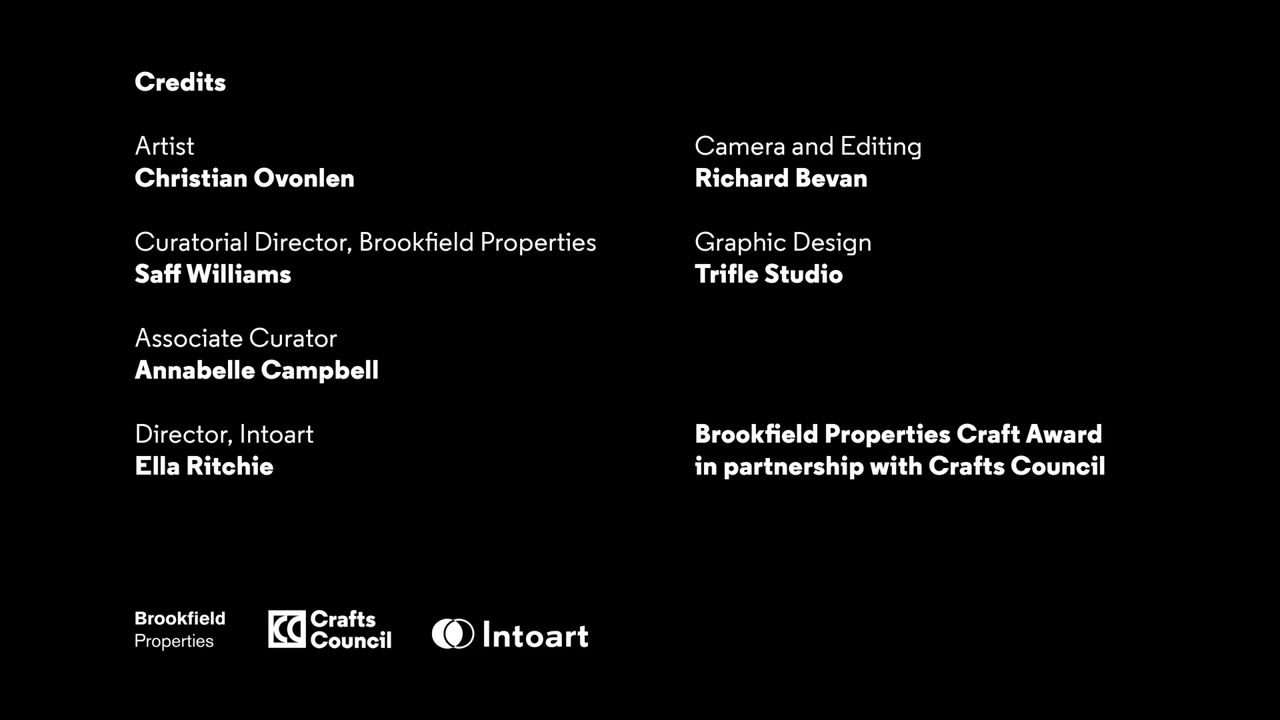 Credits
Artist
Christian Ovonlen
Curatorial Director, Brookfield Properties
Saff Williams
Associate Curator
Annabelle Campbell
Director, Intoart
Ella Ritchie
Camera and Editing
Richard Bevan
Graphic Design
Trifle Studio
Brookfield Properties Craft Award
in partnership with Crafts Council
Brookfield
Properties
Crafts
Council
Intoart